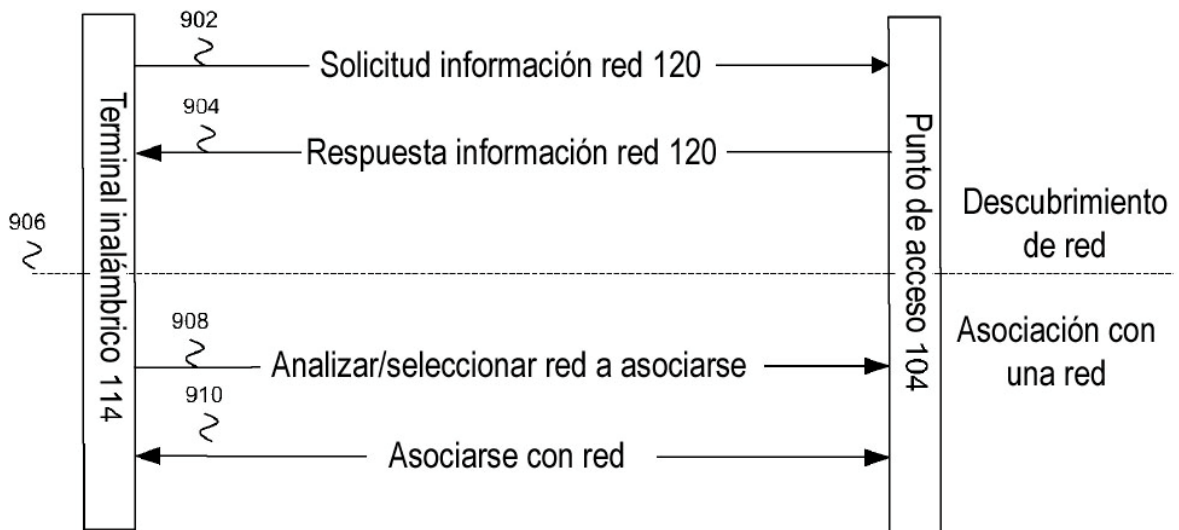 902
Solicitud información red 120
904
Respuesta información red 120
906
Descubrimiento
de red
Terminal inalámbrico 114
Punto de acceso 104
908
Analizar/seleccionar red a asociarse
Asociación con
una red
910
Asociarse con red